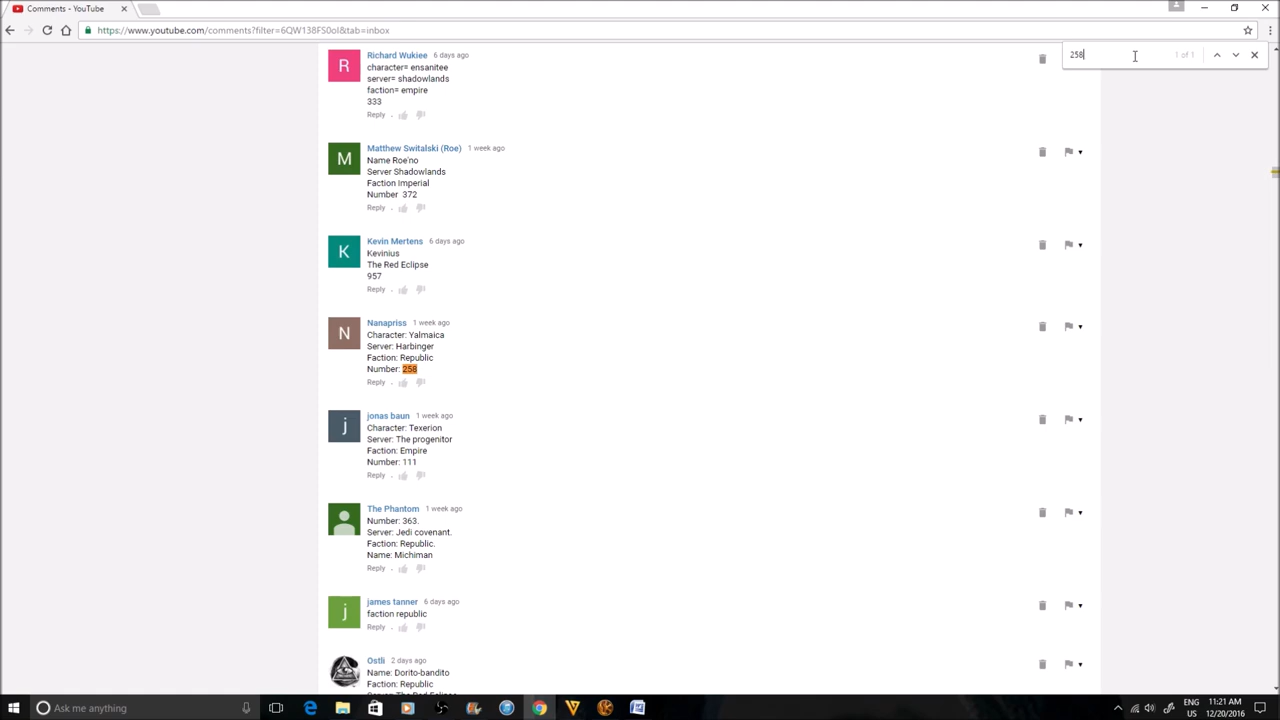 Comments - YouTube
https://www.youtube.com/comments?filter=6QW138FS0oI&tab=inbox
258
1 of 1
R
Richard Wukiee 6 days ago
character= ensanitee
server= shadowlands
faction= empire
333
Reply
M
Matthew Switalski (Roe) 1 week ago
Name Roe'no
Server Shadowlands
Faction Imperial
Number 372
Reply
K
Kevin Mertens 6 days ago
Kevinius
The Red Eclipse
957
Reply
N
Nanapriss 1 week ago
Character: Yalmaica
Server: Harbinger
Faction: Republic
Number: 258
Reply
j
jonas baun 1 week ago
Character: Texerion
Server: The progenitor
Faction: Empire
Number: 111
Reply
The Phantom 1 week ago
Number: 363.
Server: Jedi covenant.
Faction: Republic.
Name: Michiman
Reply
j
james tanner 6 days ago
faction republic
Reply
Ostli 2 days ago
Name: Dorito-bandito
Faction: Republic
Ask me anything
ENG
US
11:21 AM
12/20/2016